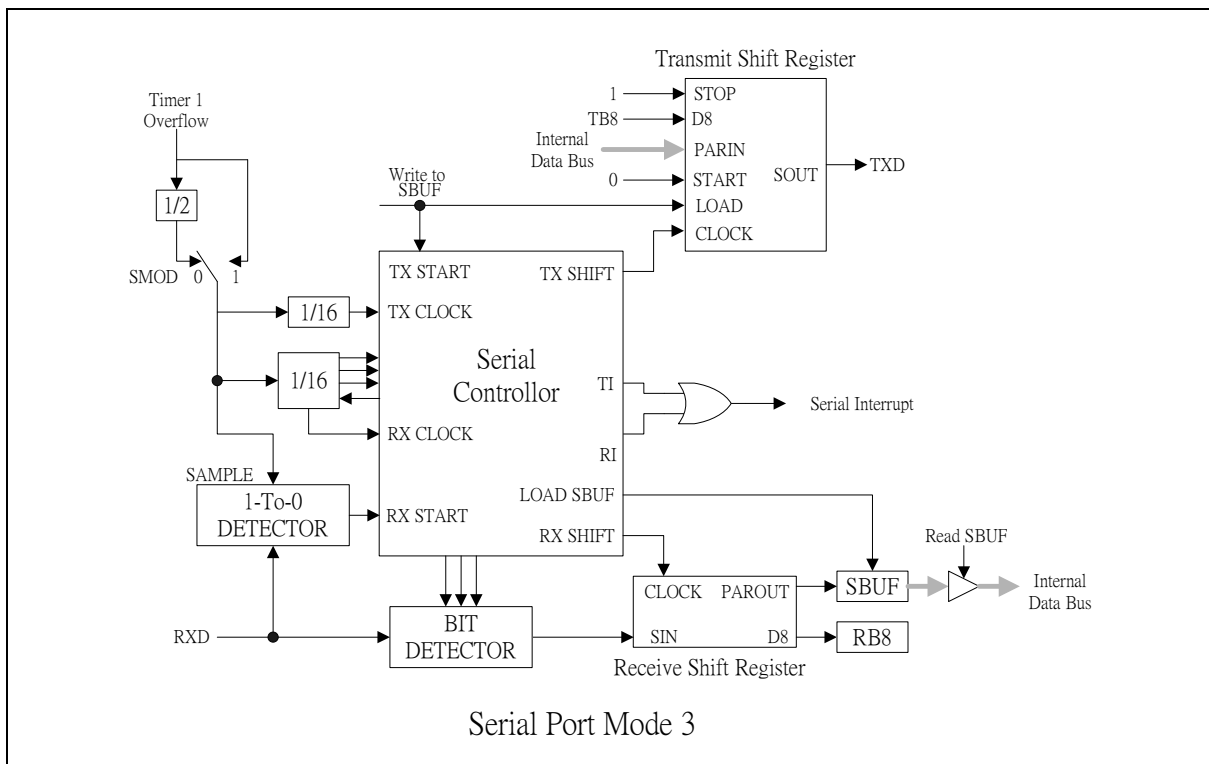 Transmit Shift Register
Timer 1
Overflow
1/2
SMOD 0 1
1
TB8
Internal
Data Bus
0
STOP
D8
PARIN
START
LOAD
CLOCK
SOUT
TXD
Write to
SBUF
TX START
TX SHIFT
1/16
TX CLOCK
1/16
Serial
Controllor
TI
Serial Interrupt
RX CLOCK
RI
SAMPLE
1-To-0
DETECTOR
RX START
LOAD SBUF
RX SHIFT
Read SBUF
CLOCK PAROUT
SBUF
Internal
Data Bus
RXD
BIT
DETECTOR
SIN D8
RB8
Receive Shift Register
Serial Port Mode 3